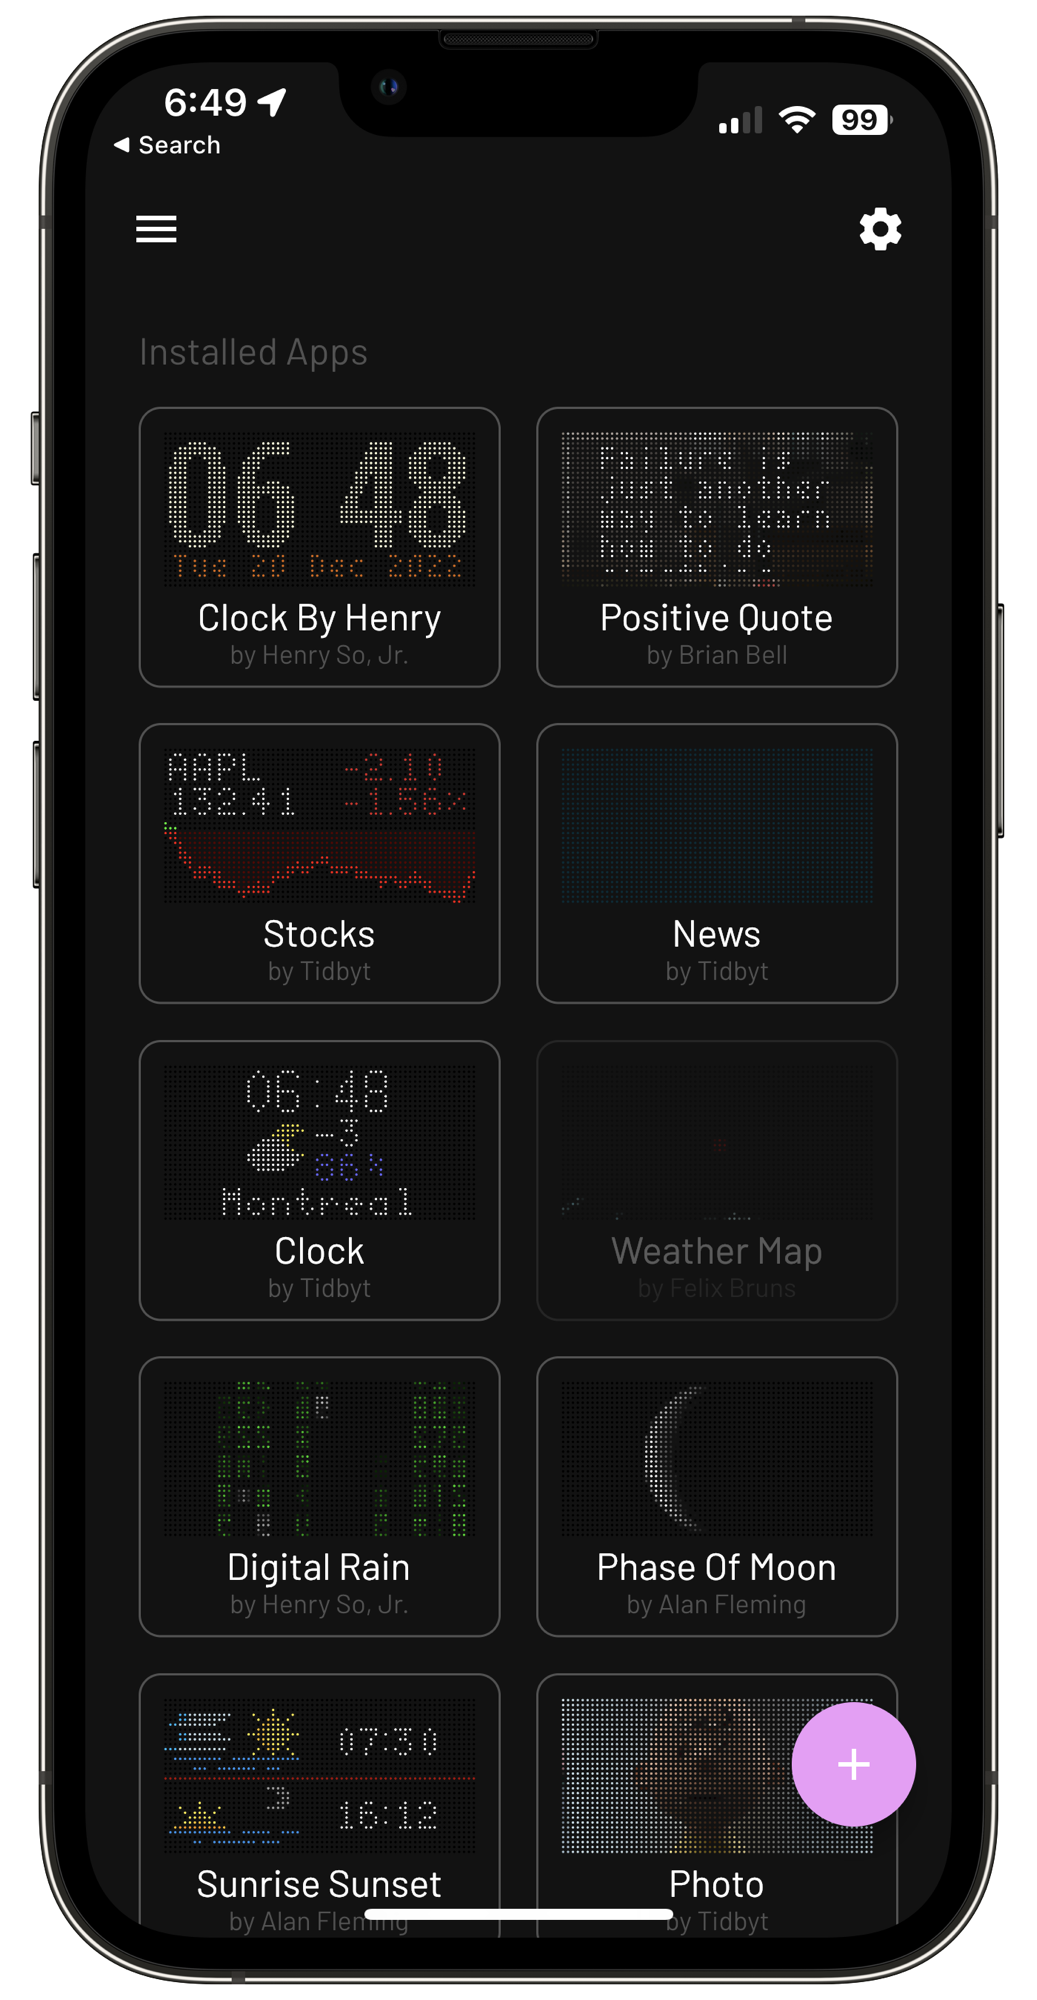 6:49
Search
99
Installed Apps
06 48
Tue 20 Dec 2022
Clock By Henry
by Henry So, Jr.
Failure is
just another
way to learn
how to do
Positive Quote
by Brian Bell
AAPL -2.10
132.41 -1.56%
Stocks
by Tidbyt
News
by Tidbyt
06:48
-3
86%
Montreal
Clock
by Tidbyt
Weather Map
by Felix Bruns
Digital Rain
by Henry So, Jr.
Phase Of Moon
by Alan Fleming
07:30
16:12
Sunrise Sunset
by Alan Fleming
Photo
by Tidbyt